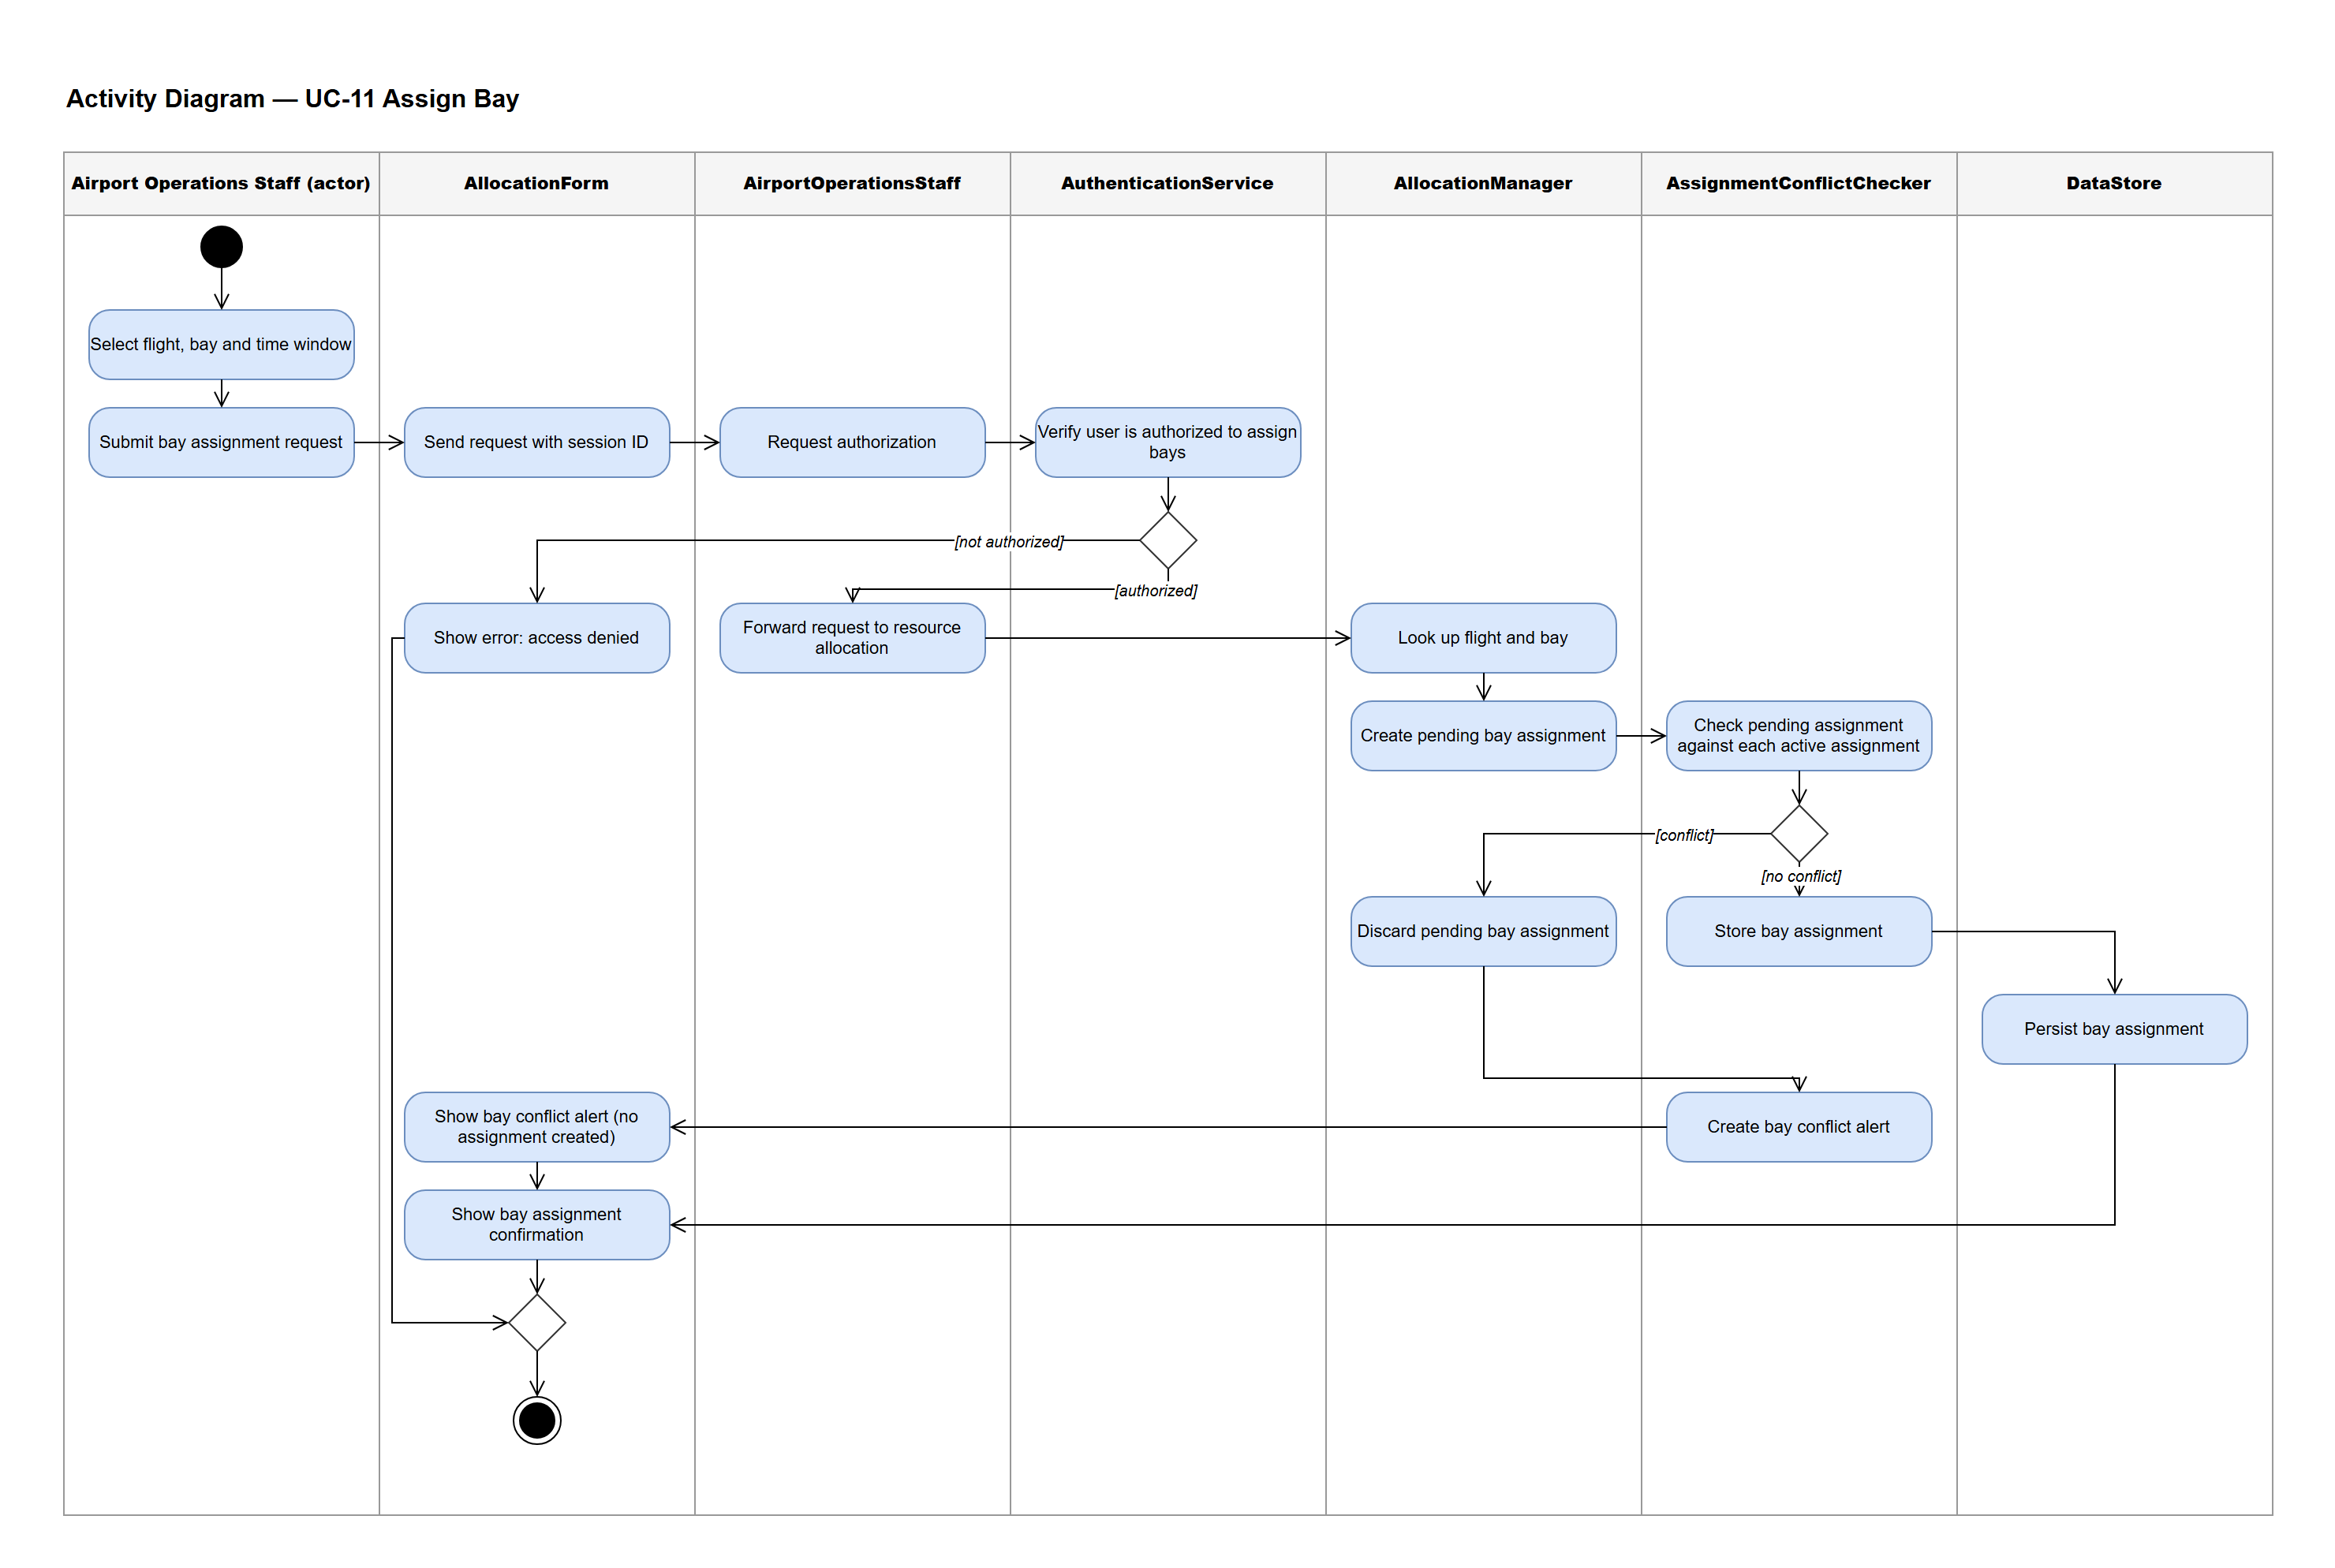 Activity Diagram — UC-11 Assign Bay
Airport Operations Staff (actor)
AllocationForm
AirportOperationsStaff
AuthenticationService
AllocationManager
AssignmentConflictChecker
DataStore
Select flight, bay and time window
Submit bay assignment request
Send request with session ID
Request authorization
Verify user is authorized to assign
bays
[not authorized]
[authorized]
Show error: access denied
Forward request to resource
allocation
Look up flight and bay
Create pending bay assignment
Check pending assignment
against each active assignment
[conflict]
[no conflict]
Discard pending bay assignment
Store bay assignment
Persist bay assignment
Show bay conflict alert (no
assignment created)
Create bay conflict alert
Show bay assignment
confirmation